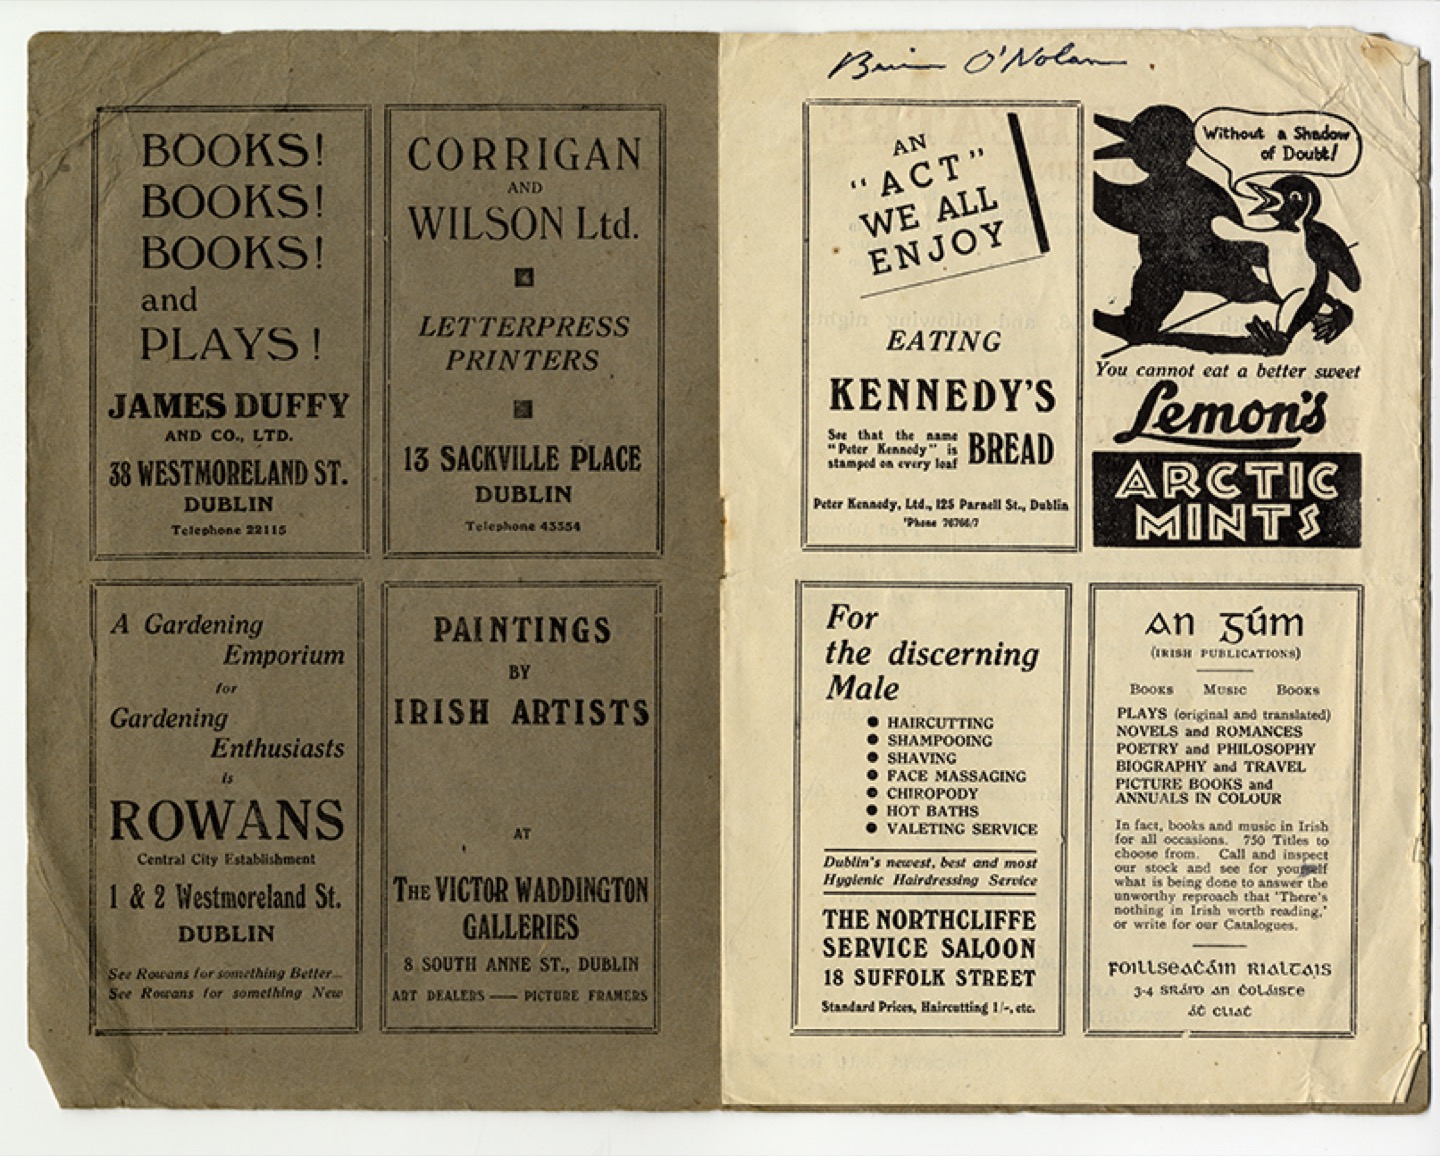 BOOKS!
BOOKS!
BOOKS!
and
PLAYS!
JAMES DUFFY
AND CO., LTD.
38 WESTMORELAND ST.
DUBLIN
Telephone 22115
CORRIGAN
AND
WILSON Ltd.
LETTERPRESS
PRINTERS
13 SACKVILLE PLACE
DUBLIN
Telephone 43554
A Gardening
Emporium
for
Gardening
Enthusiasts
is
ROWANS
Central City Establishment
1 & 2 Westmoreland St.
DUBLIN
See Rowans for something Better...
See Rowans for something New
PAINTINGS
BY
IRISH ARTISTS
AT
THE VICTOR WADDINGTON
GALLERIES
8 SOUTH ANNE ST., DUBLIN
ART DEALERS — PICTURE FRAMERS
Brian O'Nolan
AN
"ACT"
WE ALL
ENJOY
EATING
KENNEDY'S
See that the name
"Peter Kennedy" is
stamped on every loaf
BREAD
Peter Kennedy, Ltd., 125 Parnell St., Dublin
'Phone 76766/7
Without a Shadow
of Doubt!
You cannot eat a better sweet
Lemon's
ARCTIC
MINTS
For
the discerning
Male
● HAIRCUTTING
● SHAMPOOING
● SHAVING
● FACE MASSAGING
● CHIROPODY
● HOT BATHS
● VALETING SERVICE
Dublin's newest, best and most
Hygienic Hairdressing Service
THE NORTHCLIFFE
SERVICE SALOON
18 SUFFOLK STREET
Standard Prices, Haircutting 1/-, etc.
An Gúm
(IRISH PUBLICATIONS)
BOOKS MUSIC BOOKS
PLAYS (original and translated)
NOVELS and ROMANCES
POETRY and PHILOSOPHY
BIOGRAPHY and TRAVEL
PICTURE BOOKS and
ANNUALS IN COLOUR
In fact, books and music in Irish
for all occasions. 750 Titles to
choose from. Call and inspect
our stock and see for yourself
what is being done to answer the
unworthy reproach that 'There's
nothing in Irish worth reading,'
or write for our Catalogues.
FOILLSEACÁIN RIALTAIS
3-4 SRÁID AN ĊOLÁISTE
ÁṪ CLIAṪ